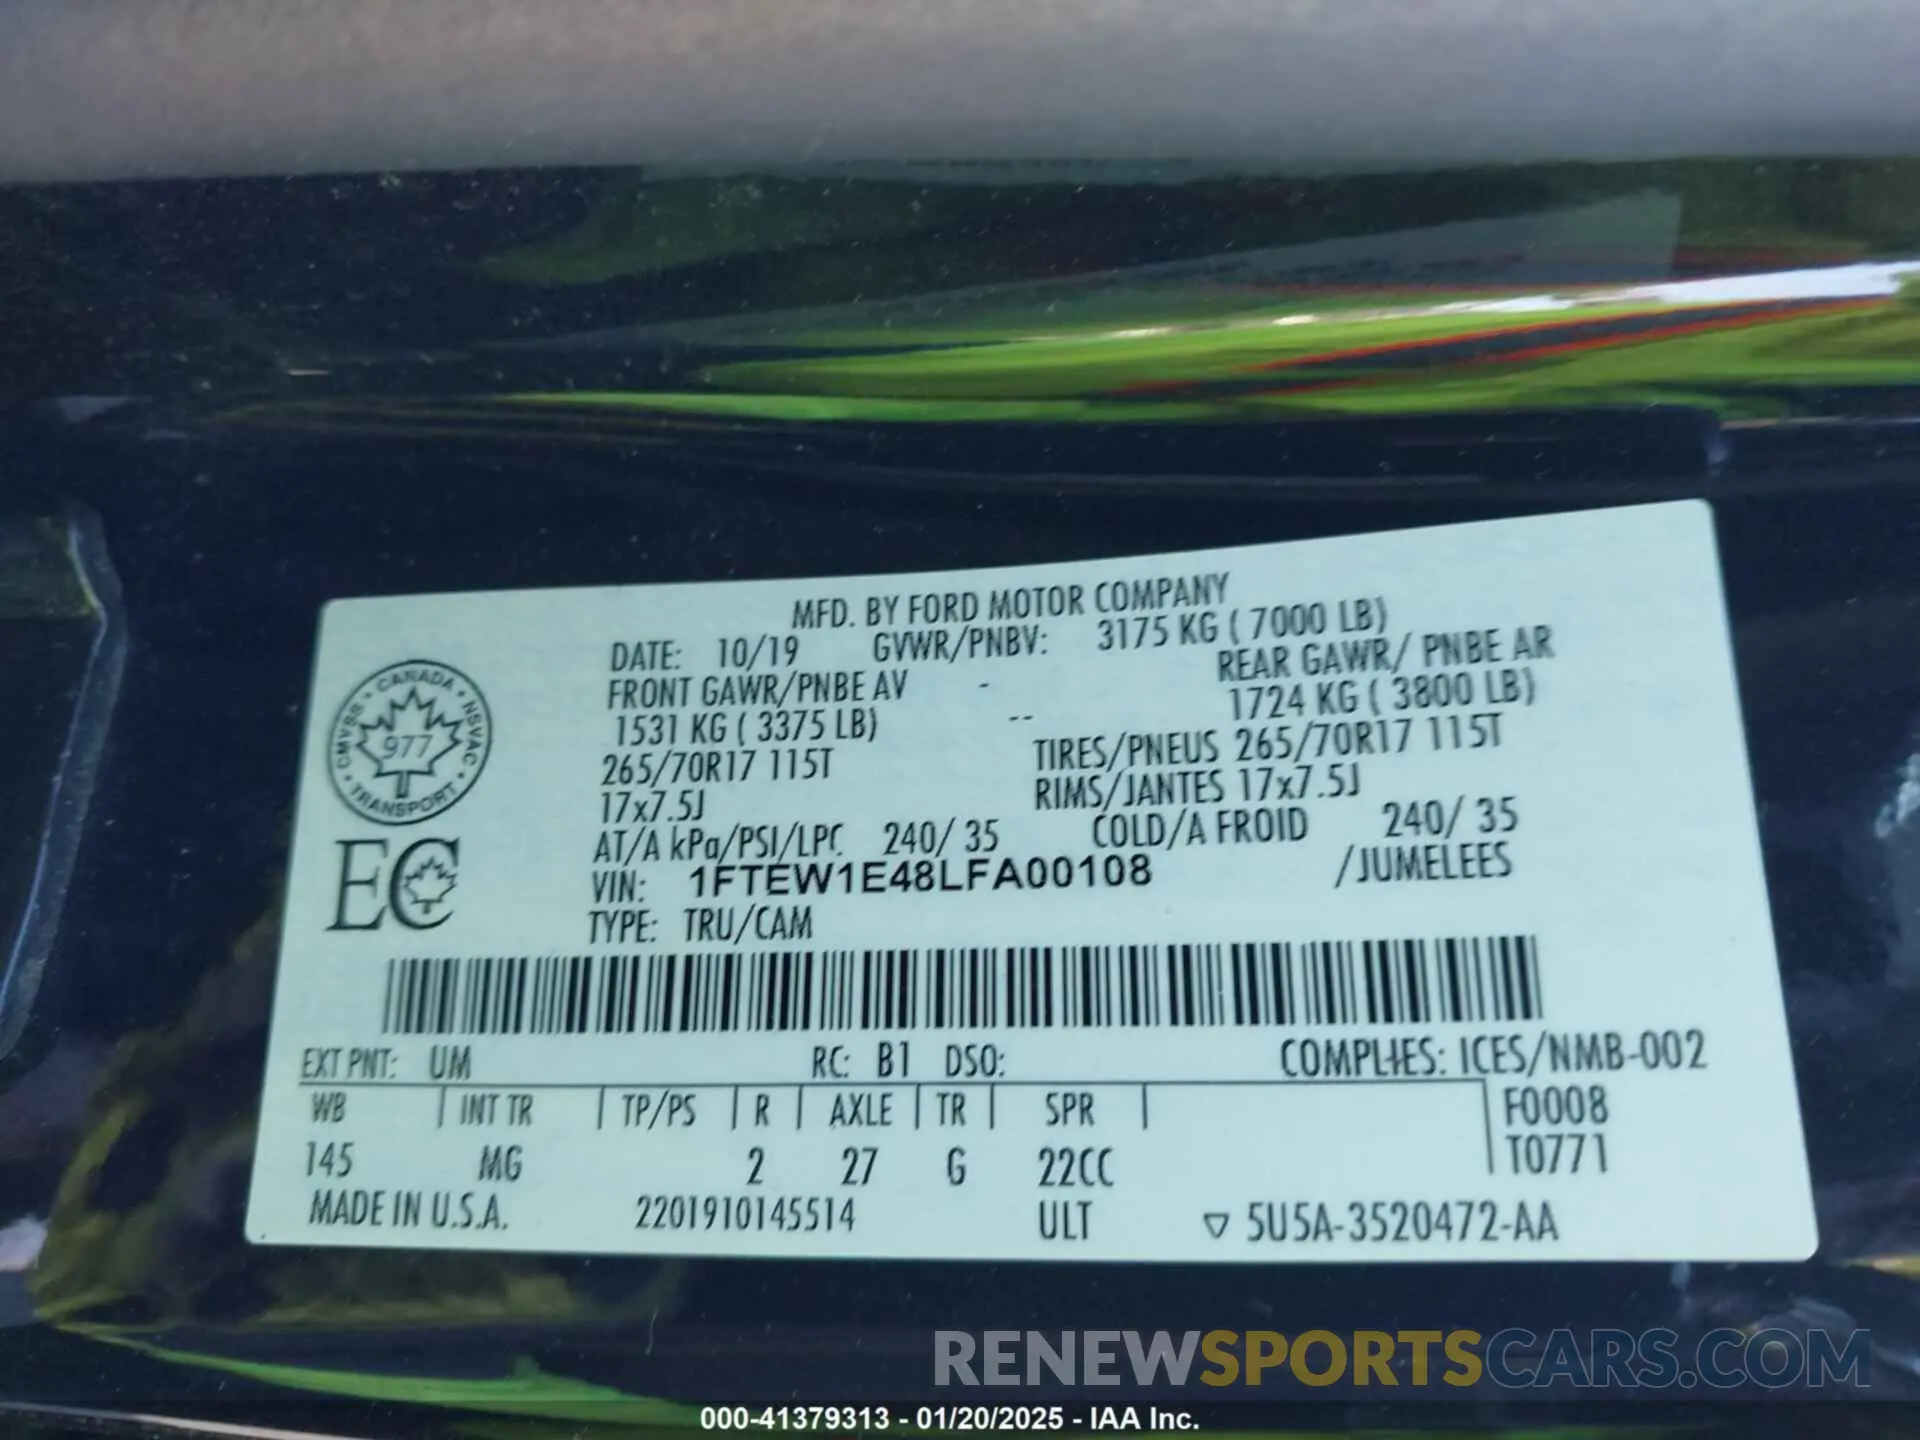 MFD. BY FORD MOTOR COMPANY
DATE: 10/19 GVWR/PNBV: 3175 KG ( 7000 LB)
FRONT GAWR/PNBE AV - REAR GAWR/ PNBE AR
1531 KG ( 3375 LB) -- 1724 KG ( 3800 LB)
265/70R17 115T TIRES/PNEUS 265/70R17 115T
17x7.5J RIMS/JANTES 17x7.5J
AT/A kPa/PSI/LPC 240/ 35 COLD/A FROID 240/ 35
VIN: 1FTEW1E48LFA00108 /JUMELEES
TYPE: TRU/CAM
CANADA • NSVAC • TRANSPORT • CMVSS •
977
EC
EXT PNT: UM RC: B1 DSO: COMPLIES: ICES/NMB-002
WB | INT TR | TP/PS | R | AXLE | TR | SPR | F0008
145 MG 2 27 G 22CC T0771
MADE IN U.S.A. 2201910145514 ULT ▽ 5U5A-3520472-AA
RENEWSPORTSCARS.COM
000-41379313 - 01/20/2025 - IAA Inc.